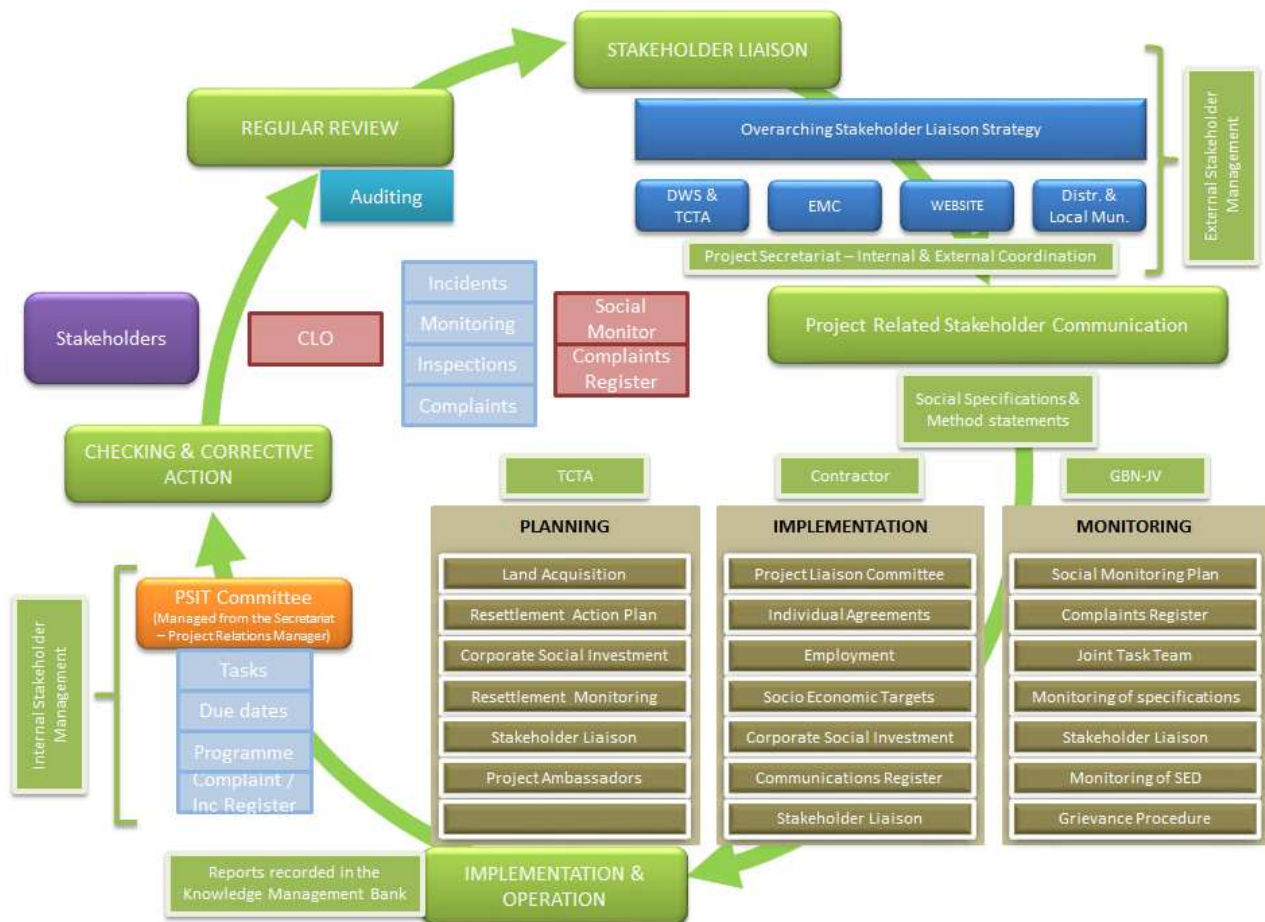 STAKEHOLDER LIAISON
Overarching Stakeholder Liaison Strategy
DWS &
TCTA
EMC
WEBSITE
Distr. &
Local Mun.
Project Secretariat – Internal & External Coordination
External Stakeholder
Management
REGULAR REVIEW
Auditing
Stakeholders
CLO
Incidents
Monitoring
Inspections
Complaints
Social
Monitor
Complaints
Register
Project Related Stakeholder Communication
Social Specifications &
Method statements
CHECKING & CORRECTIVE
ACTION
TCTA
PLANNING
Land Acquisition
Resettlement Action Plan
Corporate Social Investment
Resettlement Monitoring
Stakeholder Liaison
Project Ambassadors
Contractor
IMPLEMENTATION
Project Liaison Committee
Individual Agreements
Employment
Socio Economic Targets
Corporate Social Investment
Communications Register
Stakeholder Liaison
GBN-JV
MONITORING
Social Monitoring Plan
Complaints Register
Joint Task Team
Monitoring of specifications
Stakeholder Liaison
Monitoring of SED
Grievance Procedure
Internal Stakeholder
Management
PSIT Committee
(Managed from the Secretariat
– Project Relations Manager)
Tasks
Due dates
Programme
Complaint /
Inc Register
Reports recorded in the
Knowledge Management Bank
IMPLEMENTATION &
OPERATION